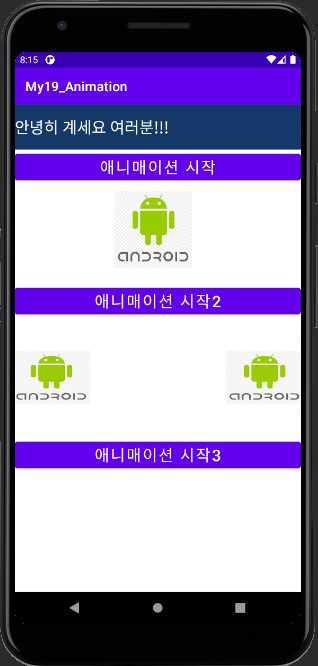 8:15
My19_Animation
안녕히 계세요 여러분!!!
애니매이션 시작
ANDROID
애니매이션 시작2
ANDROID ANDROID
애니매이션 시작3